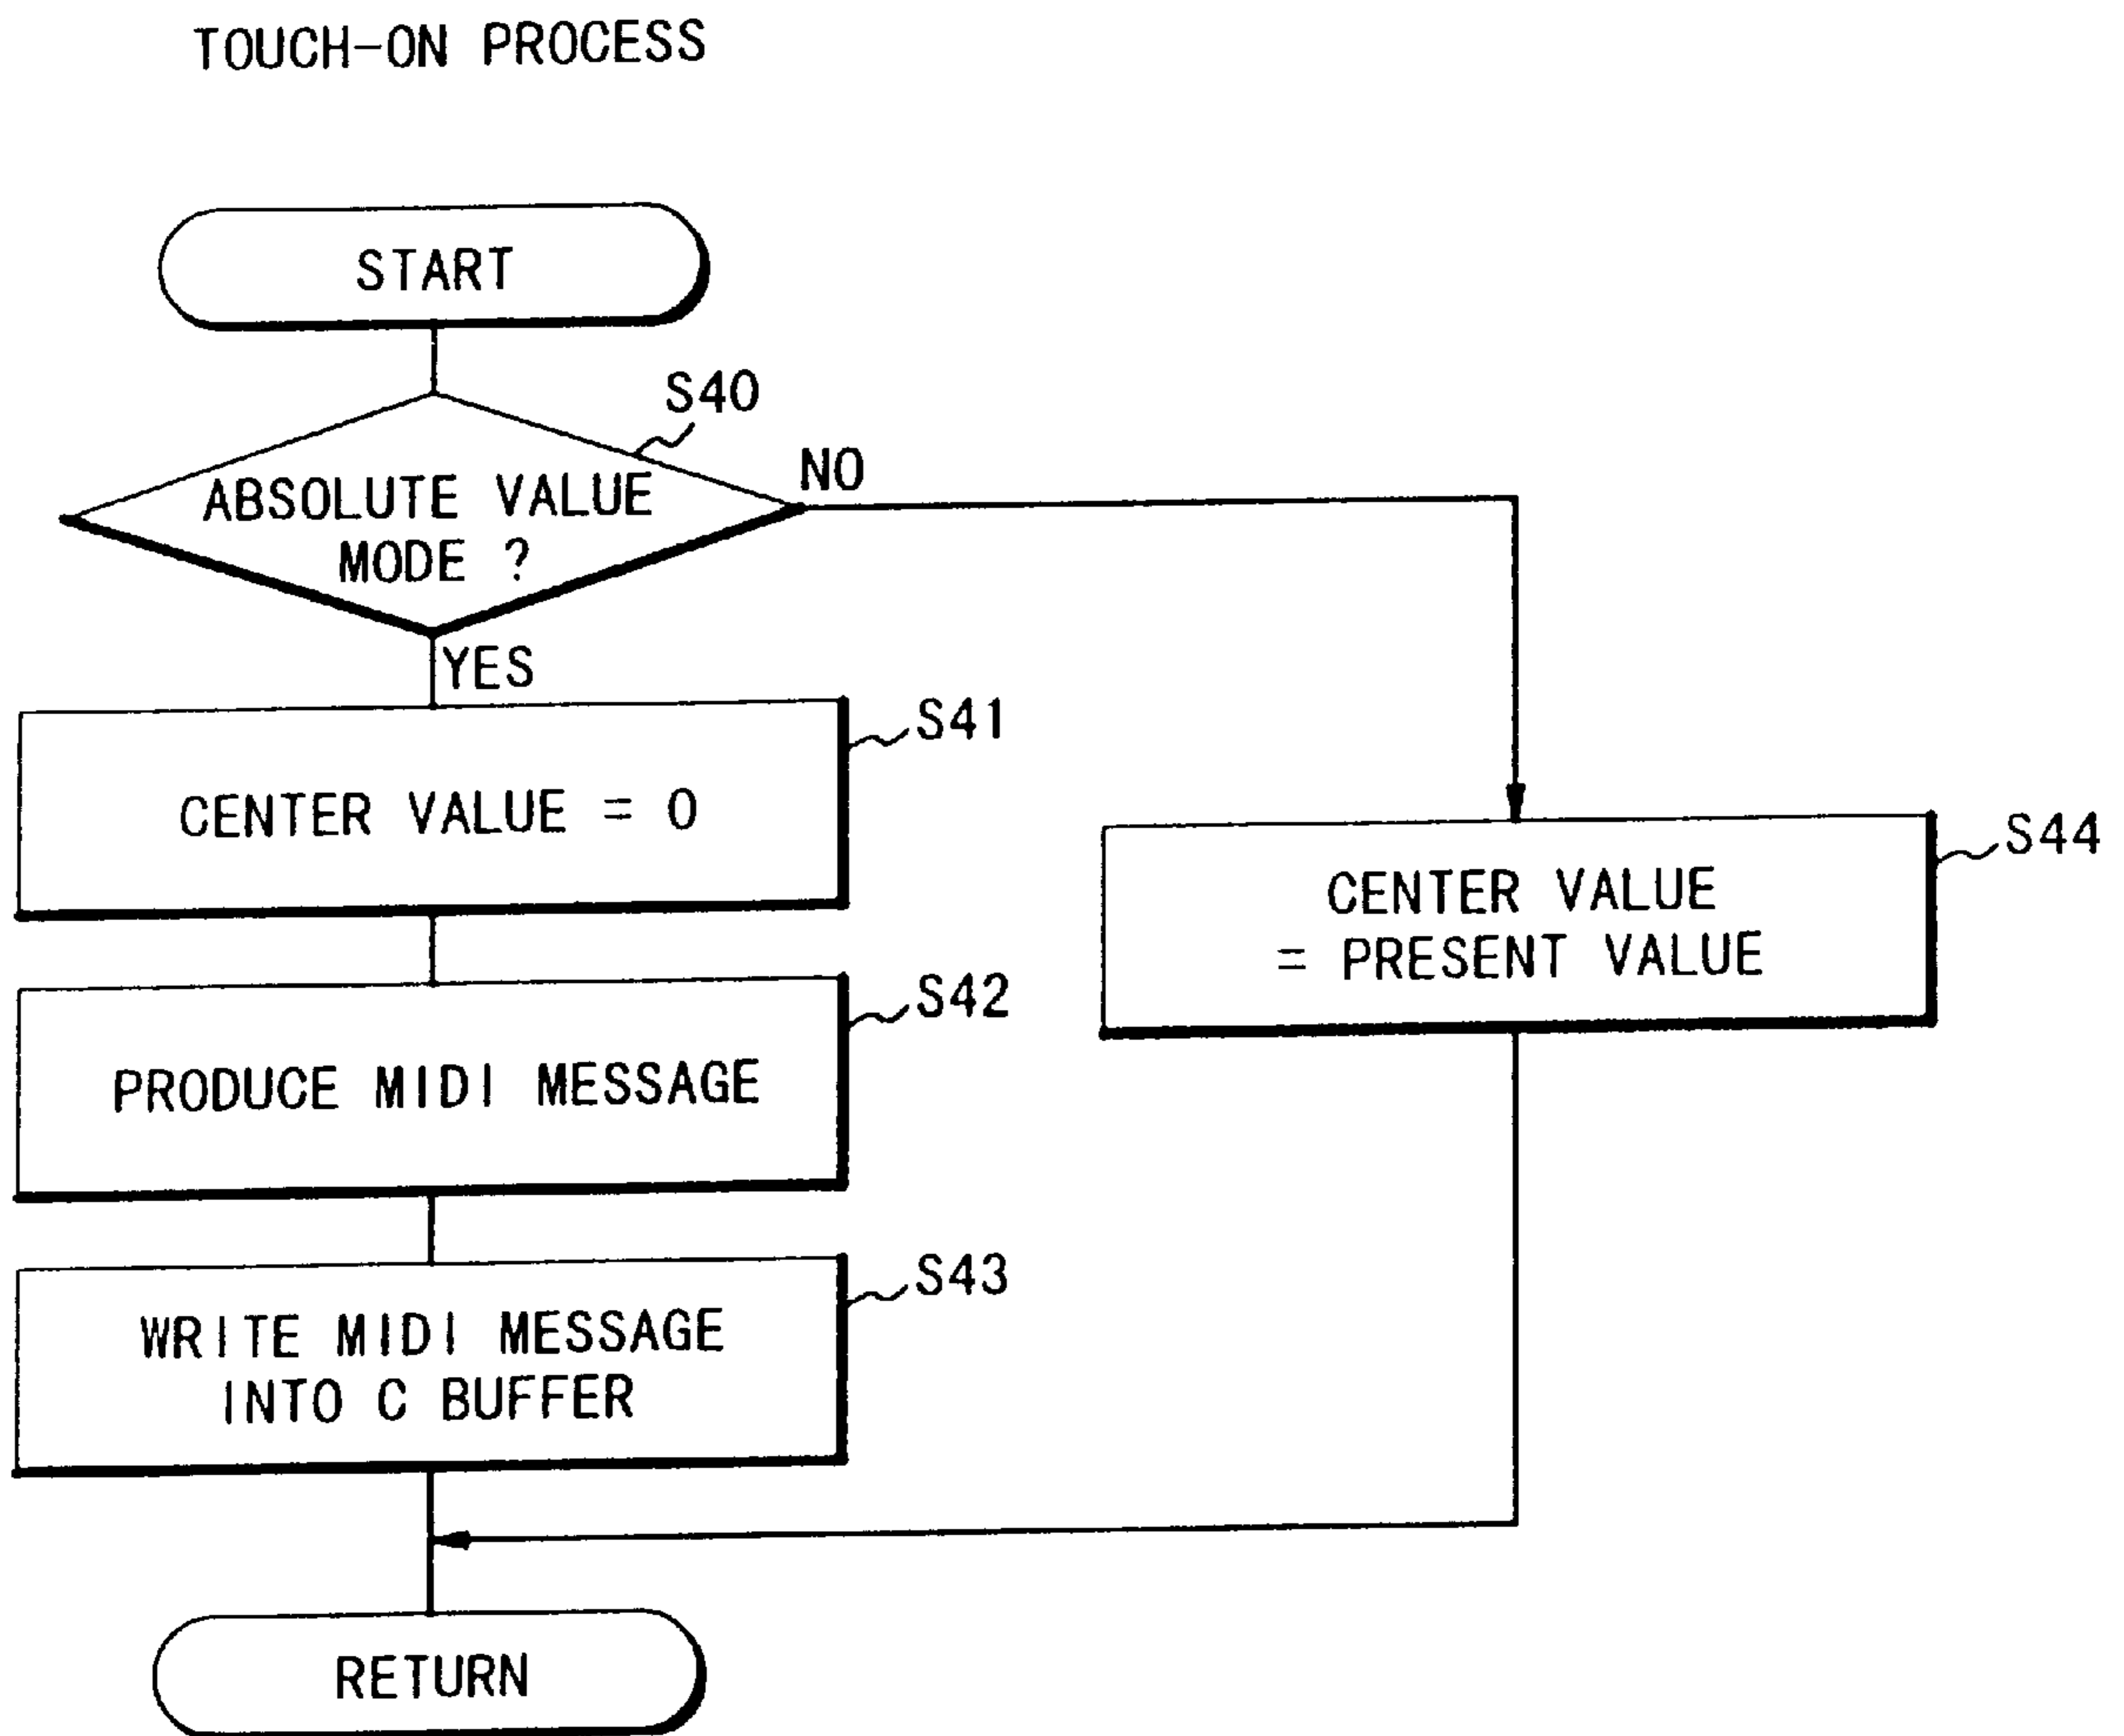 TOUCH-ON PROCESS
START
S40
ABSOLUTE VALUE
MODE ?
NO
YES
S41
CENTER VALUE = 0
S44
CENTER VALUE
= PRESENT VALUE
S42
PRODUCE MIDI MESSAGE
S43
WRITE MIDI MESSAGE
INTO C BUFFER
RETURN